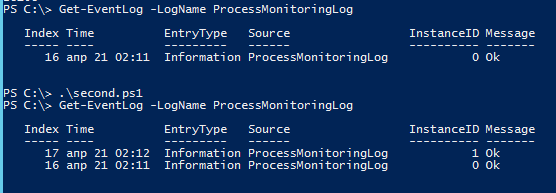 PS C:\> Get-EventLog -LogName ProcessMonitoringLog
Index Time EntryType Source InstanceID Message
----- ---- --------- ------ ---------- -------
16 апр 21 02:11 Information ProcessMonitoringLog 0 Ok
PS C:\> .\second.ps1
PS C:\> Get-EventLog -LogName ProcessMonitoringLog
Index Time EntryType Source InstanceID Message
----- ---- --------- ------ ---------- -------
17 апр 21 02:12 Information ProcessMonitoringLog 1 Ok
16 апр 21 02:11 Information ProcessMonitoringLog 0 Ok